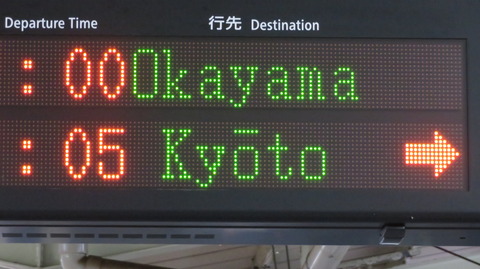 Departure Time 行先 Destination
:00 Okayama
:05 Kyōto